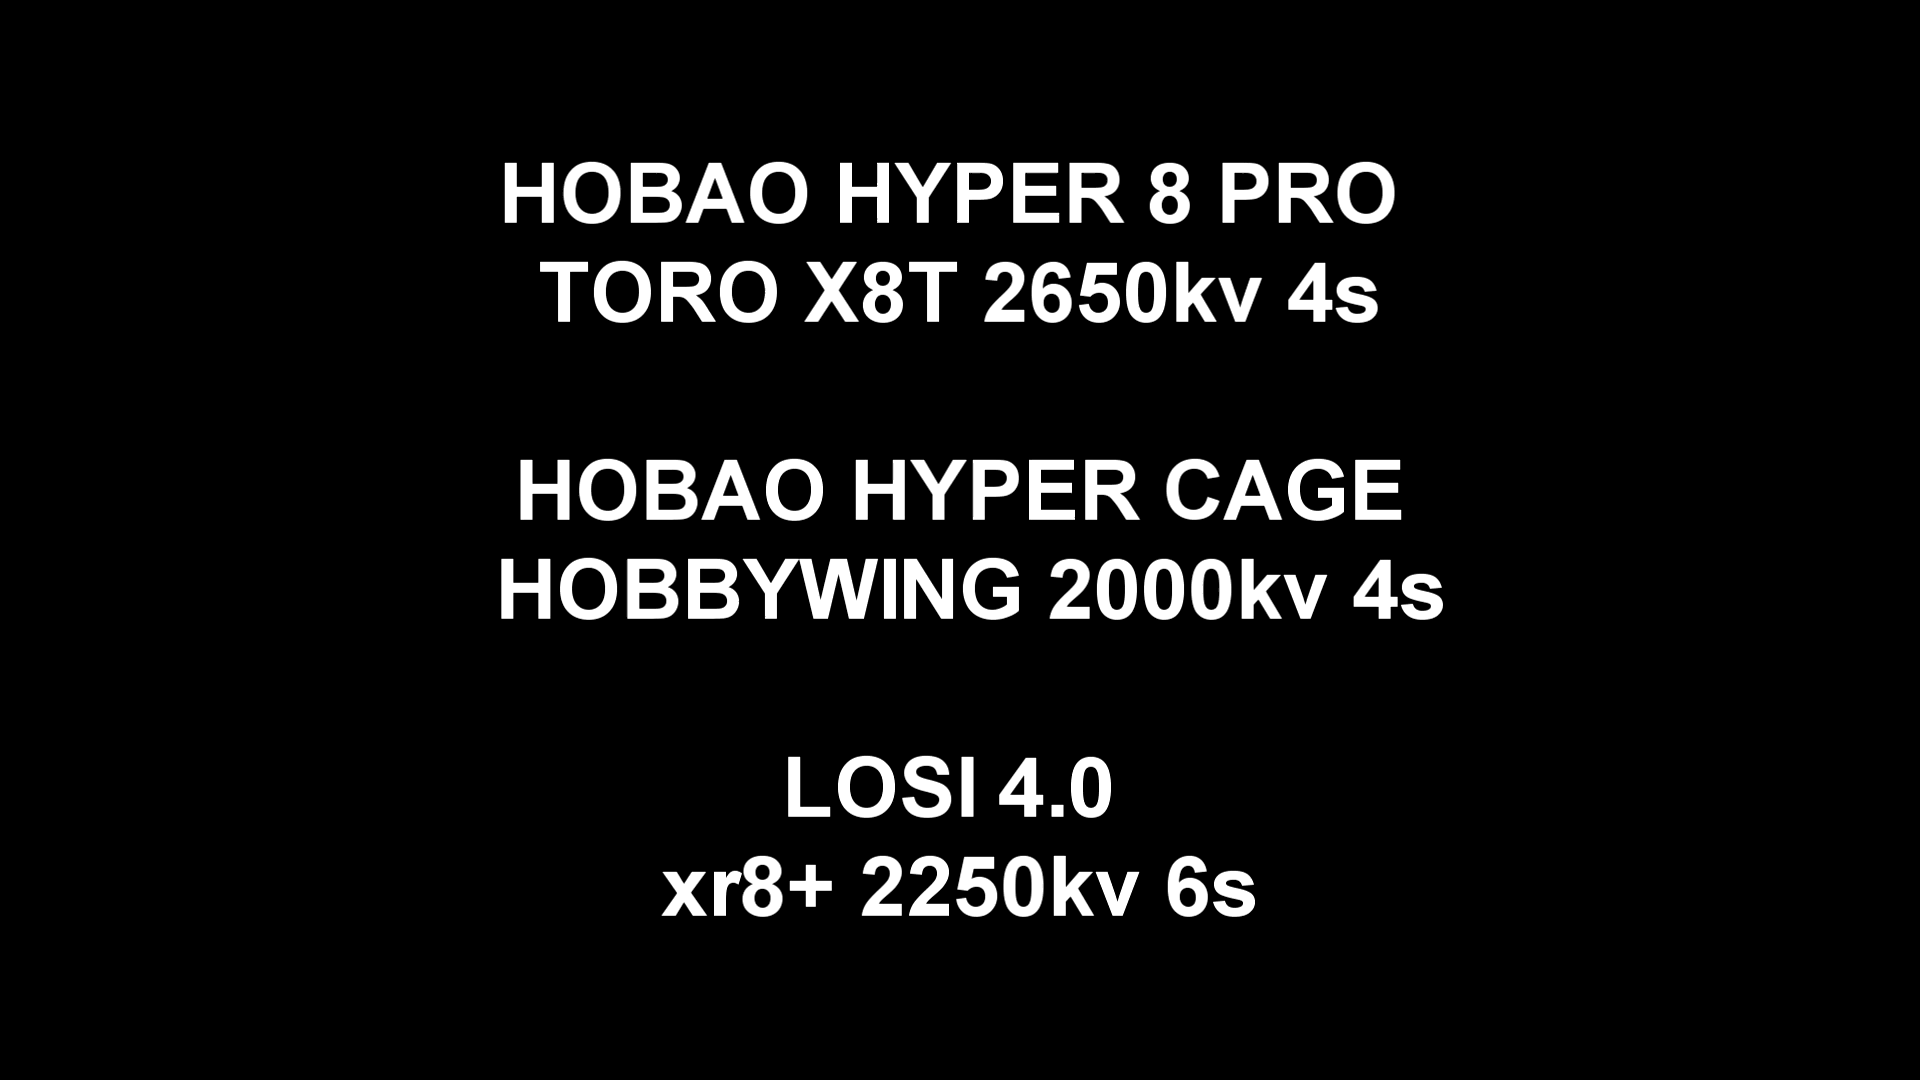 HOBAO HYPER 8 PRO
TORO X8T 2650kv 4s
HOBAO HYPER CAGE
HOBBYWING 2000kv 4s
LOSI 4.0
xr8+ 2250kv 6s